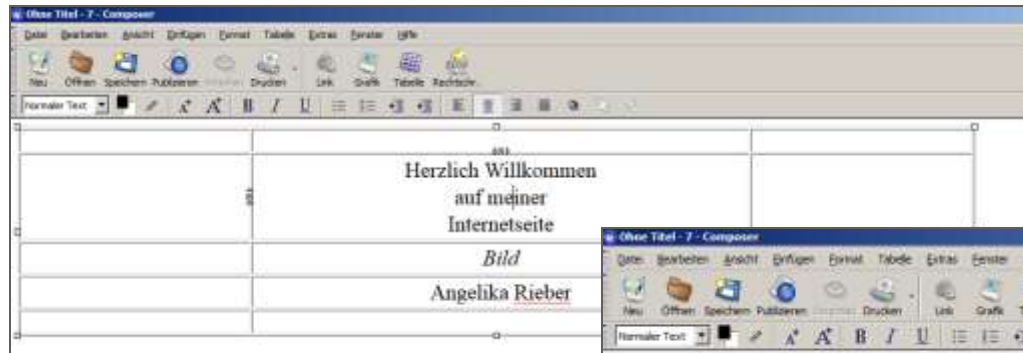 Ohne Titel - 7 - Composer
Datei Bearbeiten Ansicht Einfügen Format Tabelle Extras Fenster Hilfe
Neu Öffnen Speichern Publizieren Drucken Link Grafik Tabelle Rechtschr...
Normaler Text A A B I U
Herzlich Willkommen
auf meiner
Internetseite
Bild
Angelika Rieber
Ohne Titel - 7 - Composer
Datei Bearbeiten Ansicht Einfügen Format Tabelle Extras Fenster
Neu Öffnen Speichern Publizieren Drucken Link Grafik
Normaler Text A A B I U